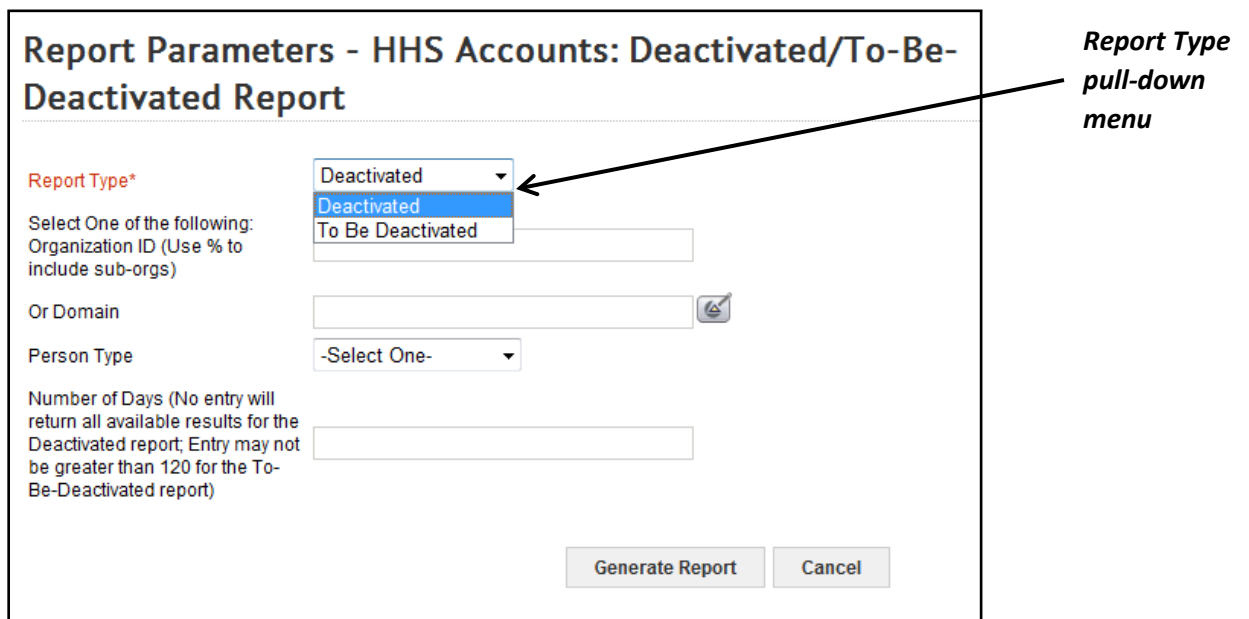 Report Parameters - HHS Accounts: Deactivated/To-Be-
Deactivated Report
Report Type
pull-down
menu
Report Type*
Deactivated
Deactivated
To Be Deactivated
Select One of the following:
Organization ID (Use % to
include sub-orgs)
Or Domain
Person Type
-Select One-
Number of Days (No entry will
return all available results for the
Deactivated report; Entry may not
be greater than 120 for the To-
Be-Deactivated report)
Generate Report
Cancel